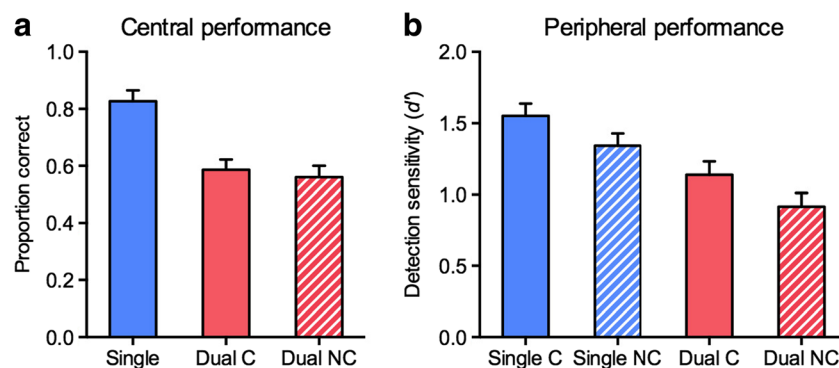 a
Central performance
Proportion correct
1.0
0.8
0.6
0.4
0.2
0.0
Single Dual C Dual NC
b
Peripheral performance
Detection sensitivity (d')
2.0
1.5
1.0
0.5
0.0
Single C Single NC Dual C Dual NC